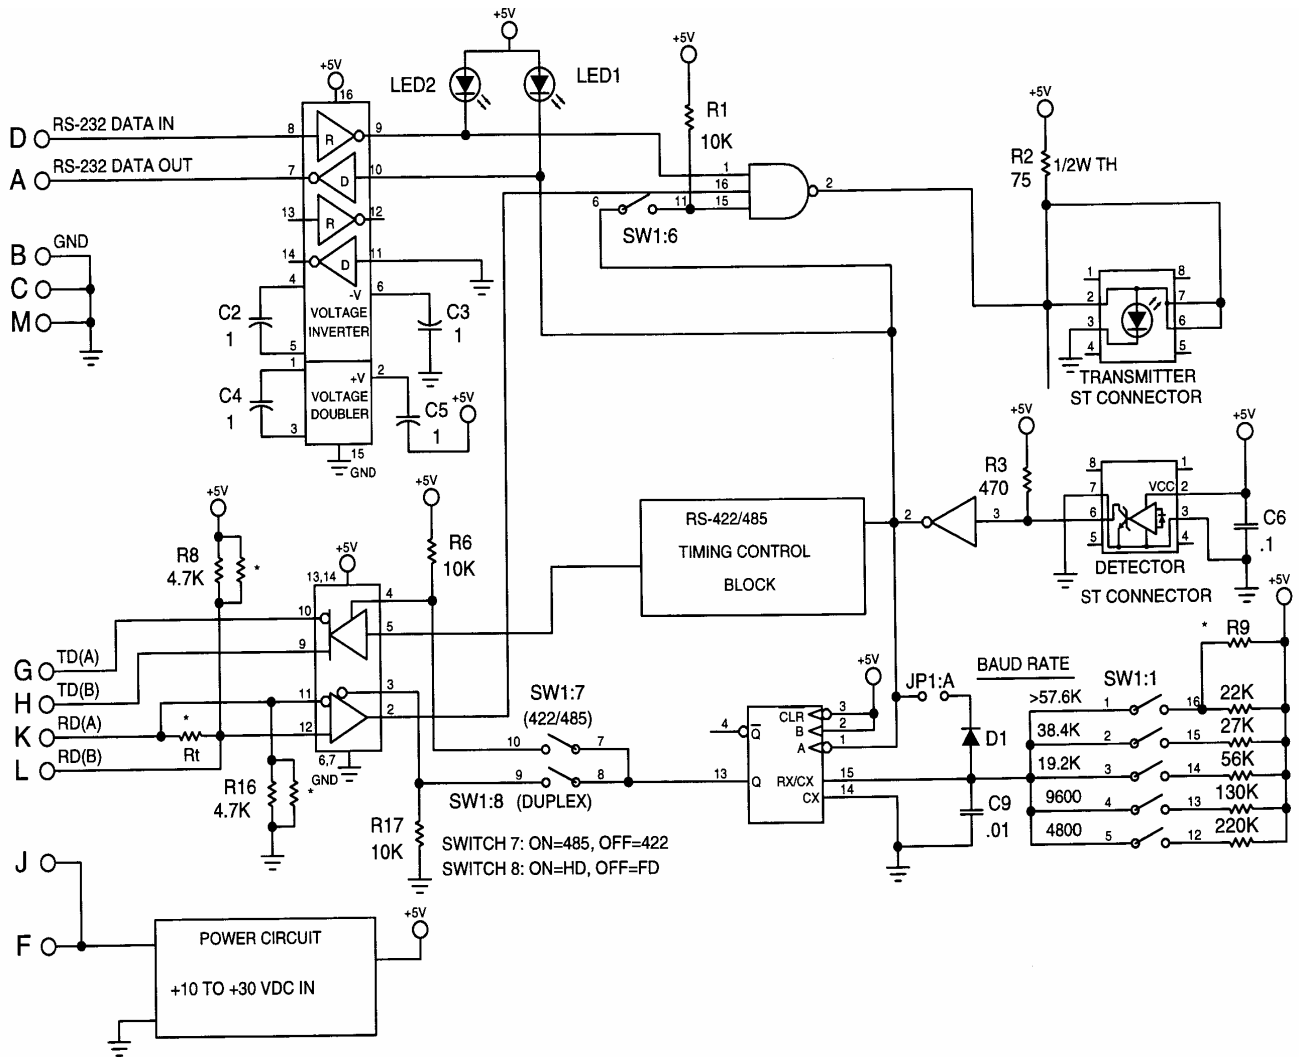 +5V
LED2
LED1
+5V
+5V
R1
10K
+5V
R2
75
1/2W TH
D RS-232 DATA IN
8
R
9
16
A RS-232 DATA OUT
7
D
10
13
R
12
14
D
11
1
16
15
2
6
11
SW1:6
B GND
C
M
4
-V
6
VOLTAGE
INVERTER
C2
1
5
C3
1
1
+V
2
VOLTAGE
DOUBLER
C4
1
3
C5
1
+5V
15
GND
1
2
3
4
8
7
6
5
TRANSMITTER
ST CONNECTOR
+5V
R3
470
+5V
8
7
6
5
VCC
1
2
3
4
C6
.1
DETECTOR
ST CONNECTOR
2
3
RS-422/485
TIMING CONTROL
BLOCK
+5V
R8
4.7K
*
+5V
R6
10K
+5V
13,14
10
9
4
5
G TD(A)
H TD(B)
K RD(A)
L RD(B)
*
Rt
11
12
3
2
6,7
GND
R16
4.7K
*
R17
10K
SW1:7
(422/485)
10
7
9
8
SW1:8
(DUPLEX)
SWITCH 7: ON=485, OFF=422
SWITCH 8: ON=HD, OFF=FD
+5V
4
Q
CLR
3
B
2
A
1
13
Q
RX/CX
15
CX
14
JP1:A
D1
C9
.01
BAUD RATE
SW1:1
+5V
*
R9
>57.6K
1
16
22K
38.4K
2
15
27K
19.2K
3
14
56K
9600
4
13
130K
4800
5
12
220K
J
F
POWER CIRCUIT
+10 TO +30 VDC IN
+5V